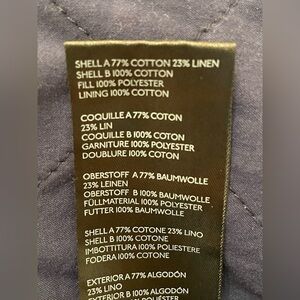 SHELL A 77% COTTON 23% LINEN
SHELL B 100% COTTON
FILL 100% POLYESTER
LINING 100% COTTON
COQUILLE A 77% COTON
23% LIN
COQUILLE B 100% COTON
GARNITURE 100% POLYESTER
DOUBLURE 100% COTON
OBERSTOFF A 77% BAUMWOLLE
23% LEINEN
OBERSTOFF B 100% BAUMWOLLE
FÜLLMATERIAL 100% POLYESTER
FUTTER 100% BAUMWOLLE
SHELL A 77% COTONE 23% LINO
SHELL B 100% COTONE
IMBOTTITURA 100% POLIESTERE
FODERA 100% COTONE
EXTERIOR A 77% ALGODÓN
23% LINO
EXTERIOR B 100% ALGODÓN
100% POLIÉSTER